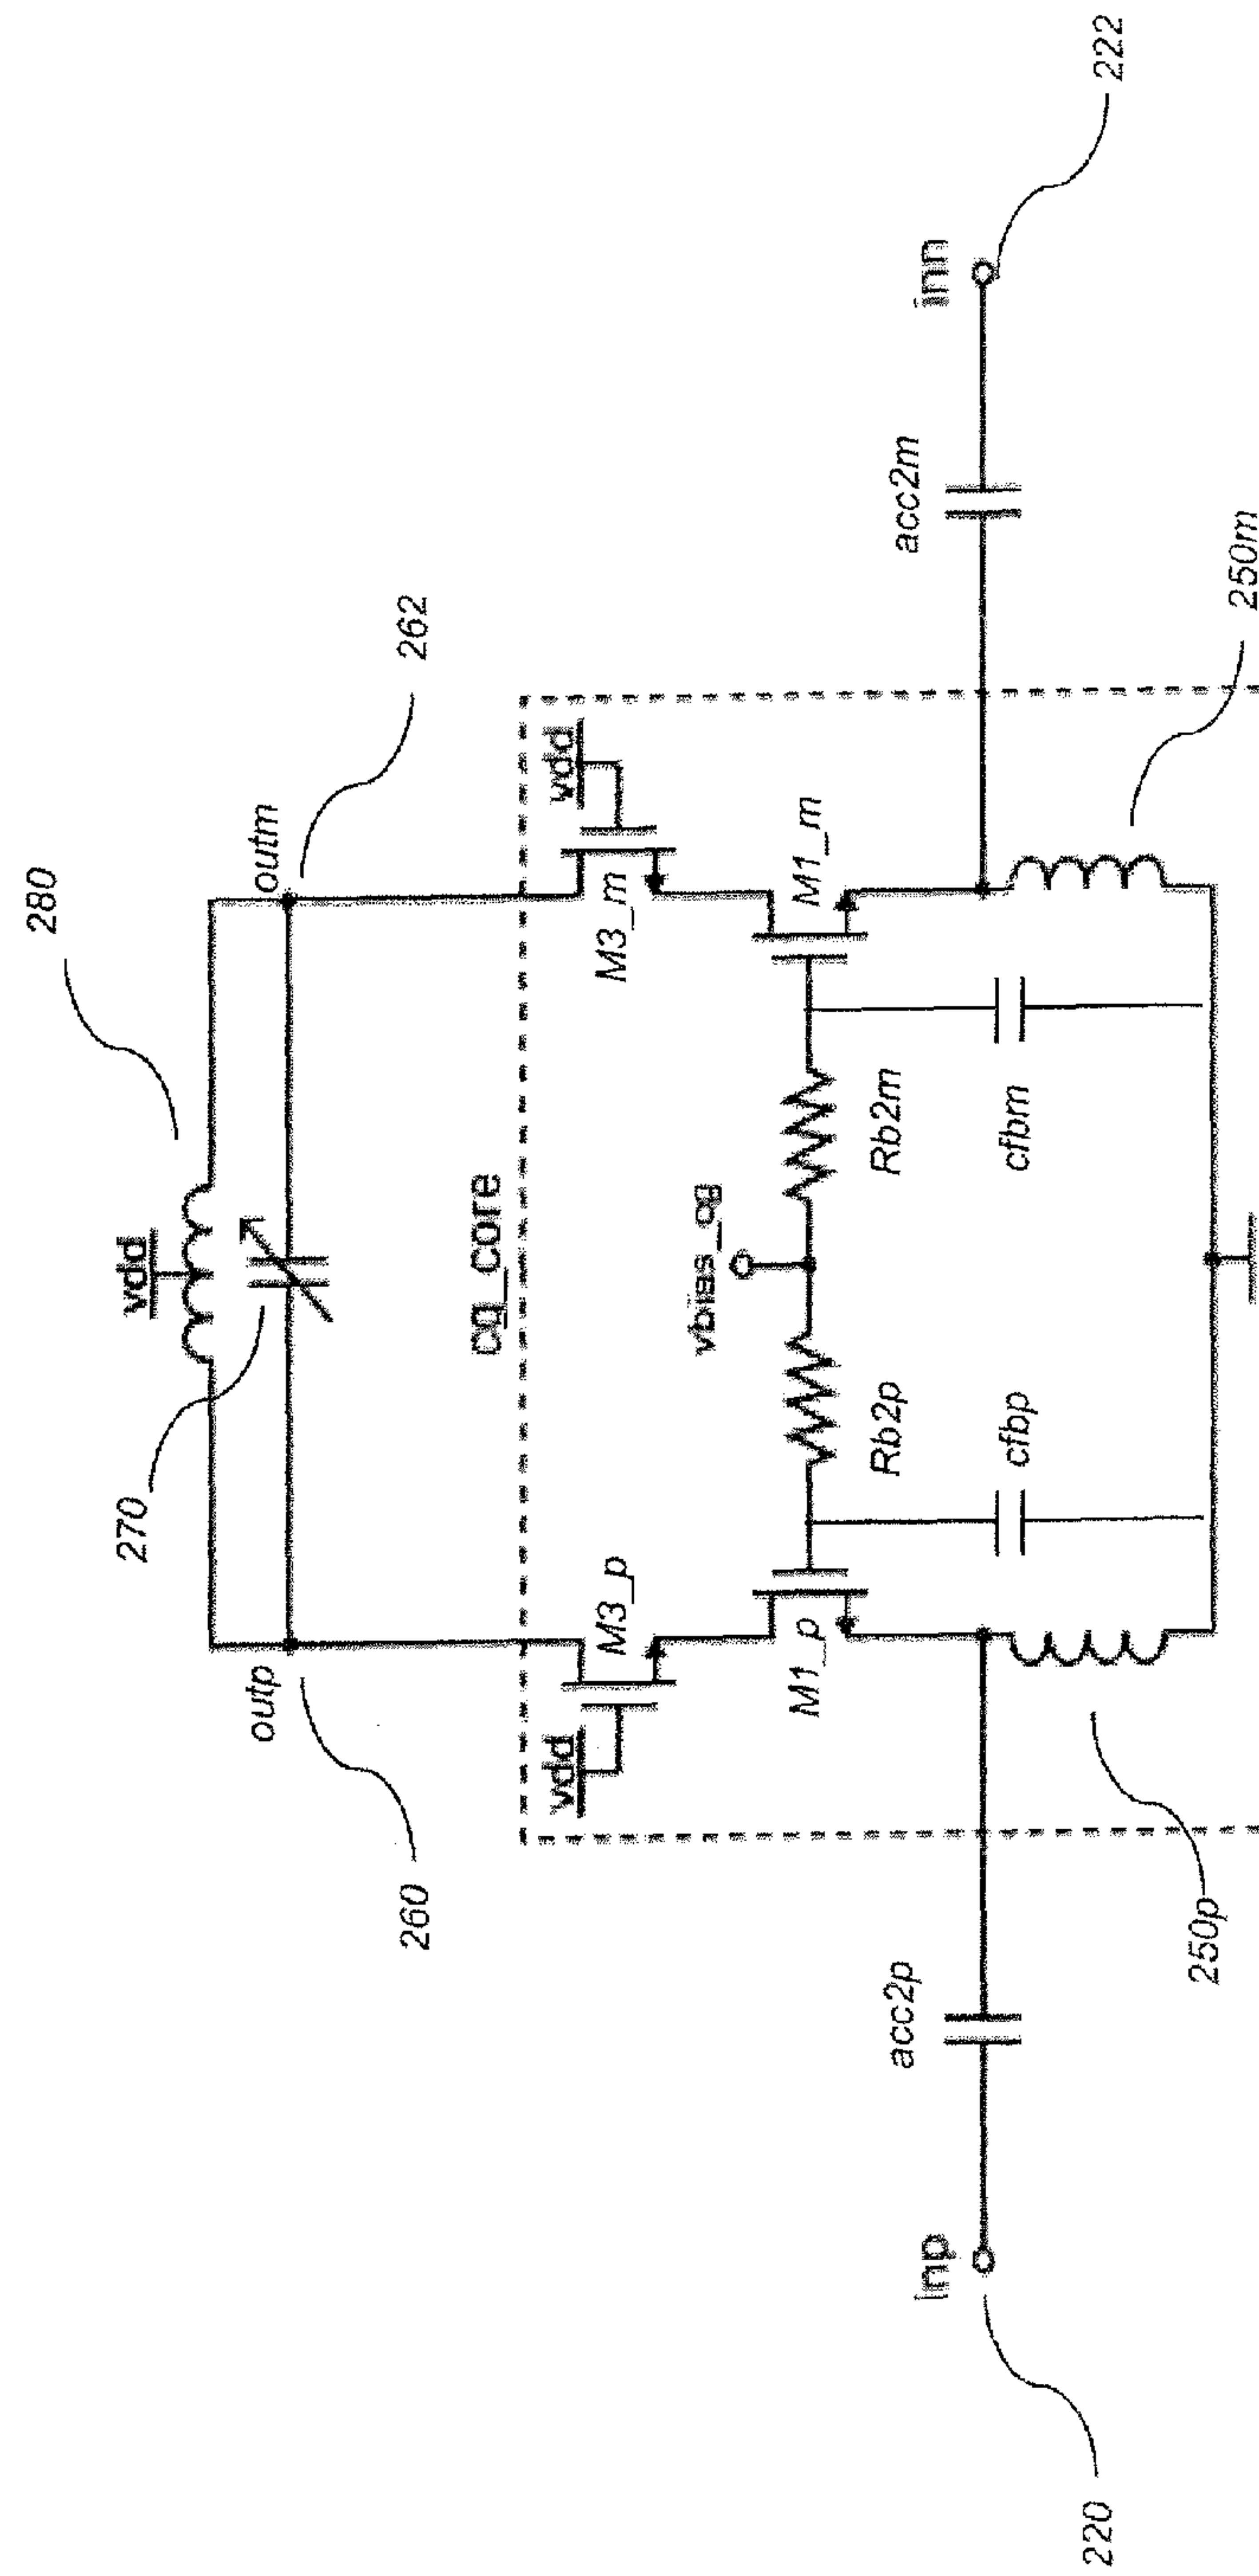 280
vdd
270
outp
outm
260
262
cg_core
vdd
vdd
M3_p
M3_m
vbias_cg
M1_p
M1_m
Rb2p
Rb2m
acc2p
acc2m
inp
inn
cfbp
cfbm
220
222
250p
250m